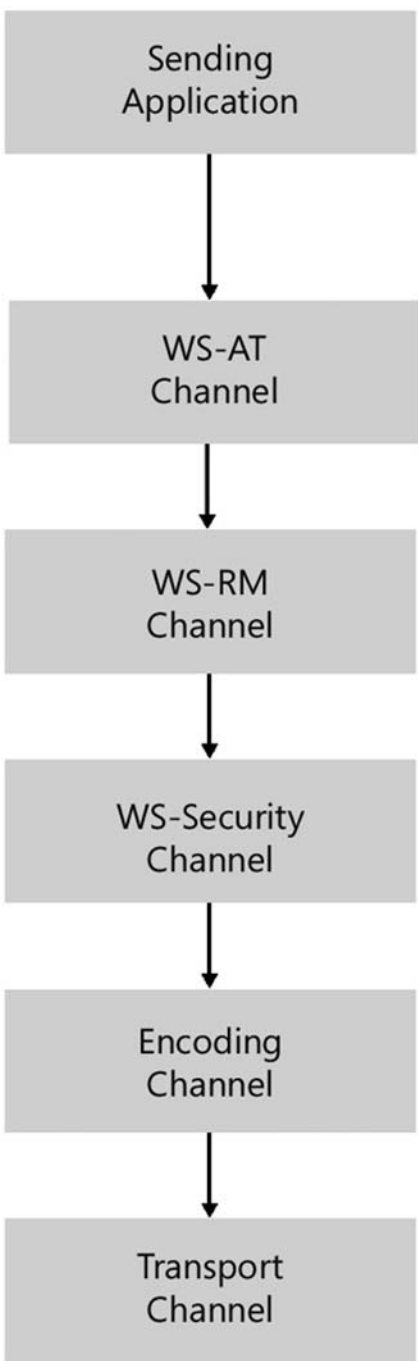 Sending
Application
WS-AT
Channel
WS-RM
Channel
WS-Security
Channel
Encoding
Channel
Transport
Channel